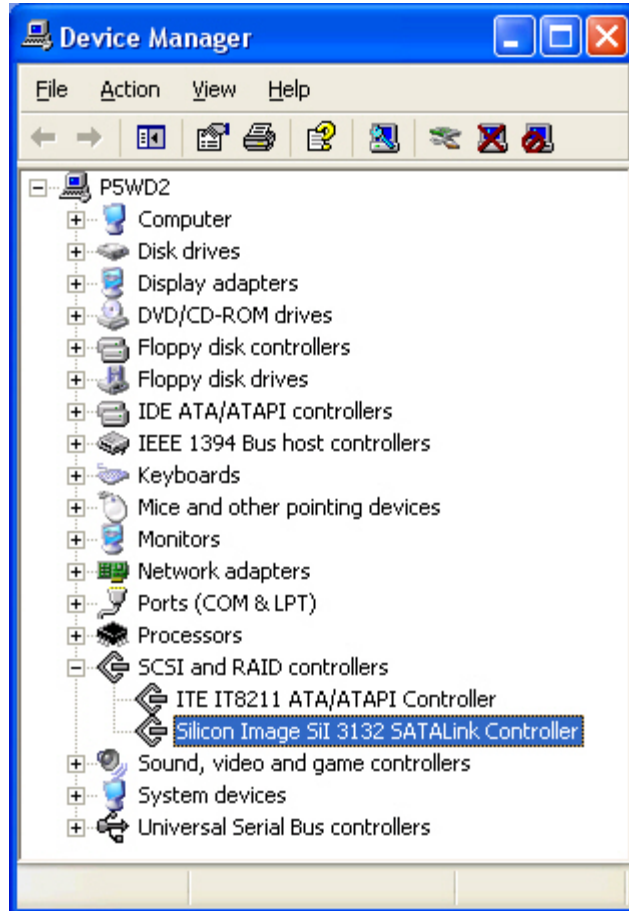 Device Manager
File Action View Help
P5WD2
Computer
Disk drives
Display adapters
DVD/CD-ROM drives
Floppy disk controllers
Floppy disk drives
IDE ATA/ATAPI controllers
IEEE 1394 Bus host controllers
Keyboards
Mice and other pointing devices
Monitors
Network adapters
Ports (COM & LPT)
Processors
SCSI and RAID controllers
ITE IT8211 ATA/ATAPI Controller
Silicon Image SiI 3132 SATALink Controller
Sound, video and game controllers
System devices
Universal Serial Bus controllers